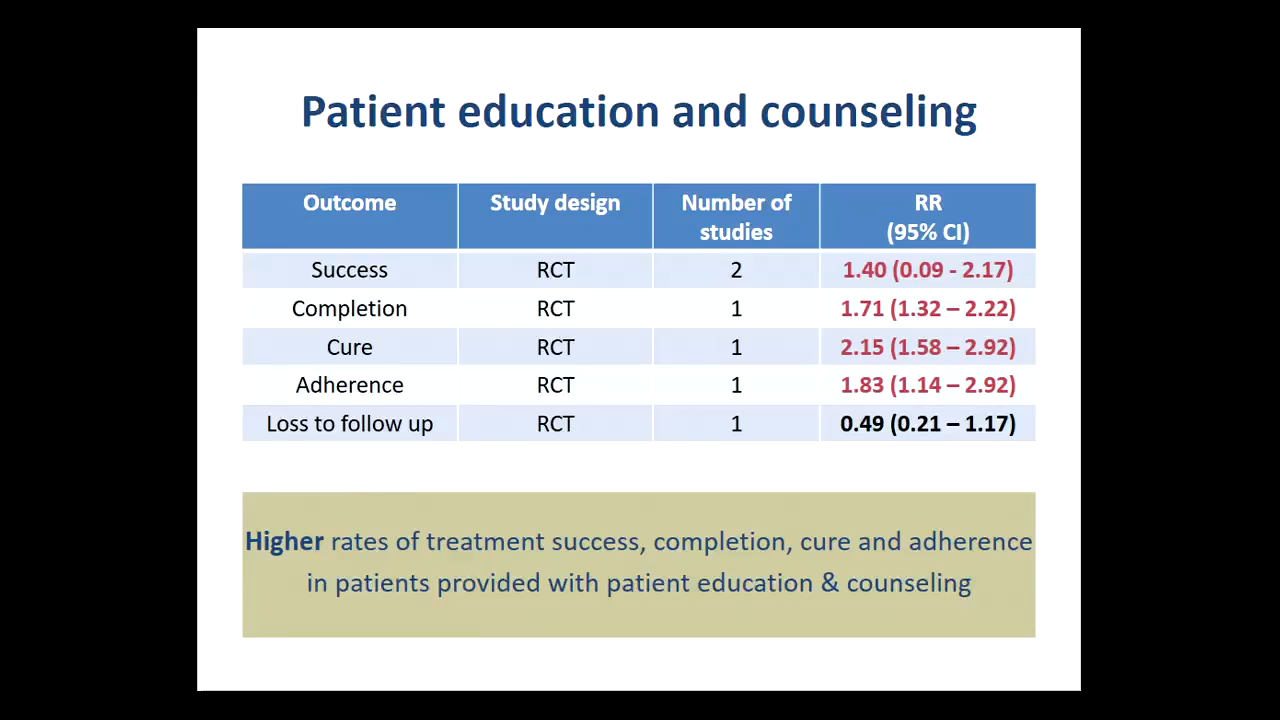 Patient education and counseling
Outcome Study design Number of studies RR (95% CI)
Success RCT 2 1.40 (0.09 - 2.17)
Completion RCT 1 1.71 (1.32 – 2.22)
Cure RCT 1 2.15 (1.58 – 2.92)
Adherence RCT 1 1.83 (1.14 – 2.92)
Loss to follow up RCT 1 0.49 (0.21 – 1.17)
Higher rates of treatment success, completion, cure and adherence
in patients provided with patient education & counseling